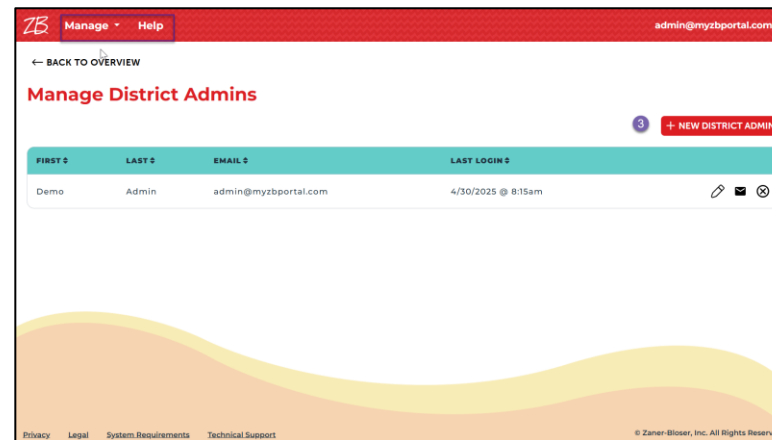 ZB Manage Help admin@myzbportal.com
← BACK TO OVERVIEW
Manage District Admins
3 + NEW DISTRICT ADMIN
FIRST LAST EMAIL LAST LOGIN
Demo Admin admin@myzbportal.com 4/30/2025 @ 8:15am
Privacy Legal System Requirements Technical Support © Zaner-Bloser, Inc. All Rights Reserv